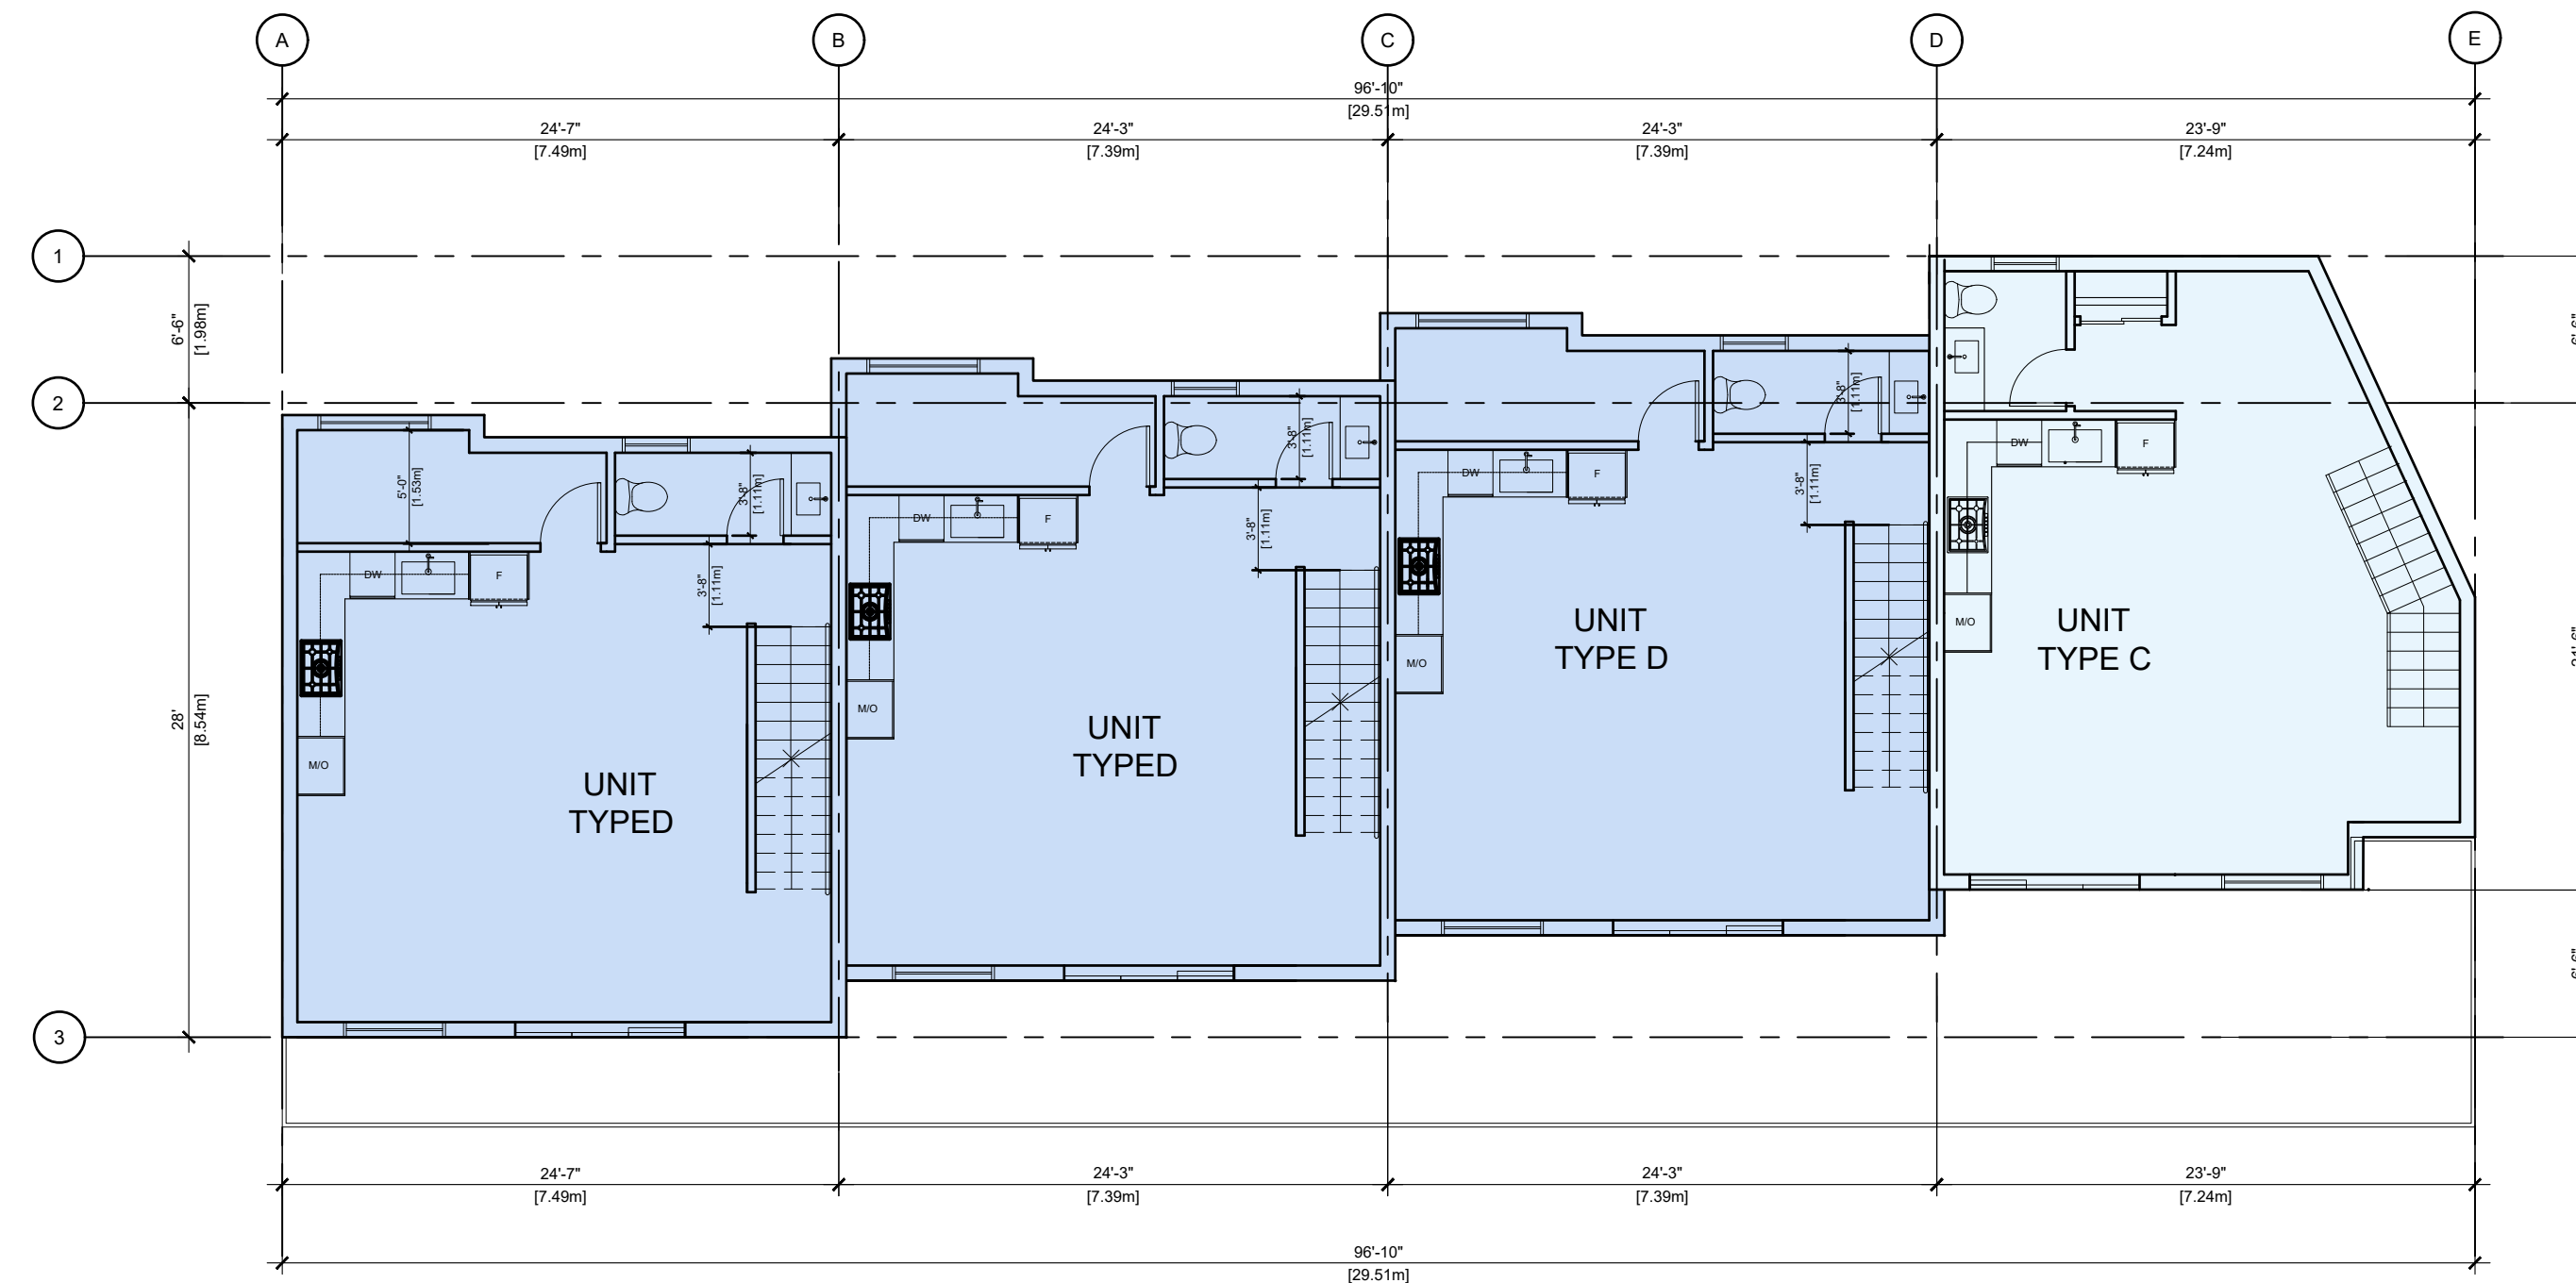 A
B
C
D
E
96'-10"
[29.51m]
24'-7"
[7.49m]
24'-3"
[7.39m]
24'-3"
[7.39m]
23'-9"
[7.24m]
1
6'-6"
[1.98m]
6'-6"
2
28'
[8.54m]
3
5'-0"
[1.53m]
3'-8"
[1.11m]
3'-8"
[1.11m]
DW
F
M/O
UNIT
TYPED
3'-8"
[1.11m]
3'-8"
[1.11m]
DW
F
M/O
UNIT
TYPED
3'-8"
[1.11m]
3'-8"
[1.11m]
DW
F
M/O
UNIT
TYPE D
DW
F
M/O
UNIT
TYPE C
6'-6"
24'-7"
[7.49m]
24'-3"
[7.39m]
24'-3"
[7.39m]
23'-9"
[7.24m]
96'-10"
[29.51m]